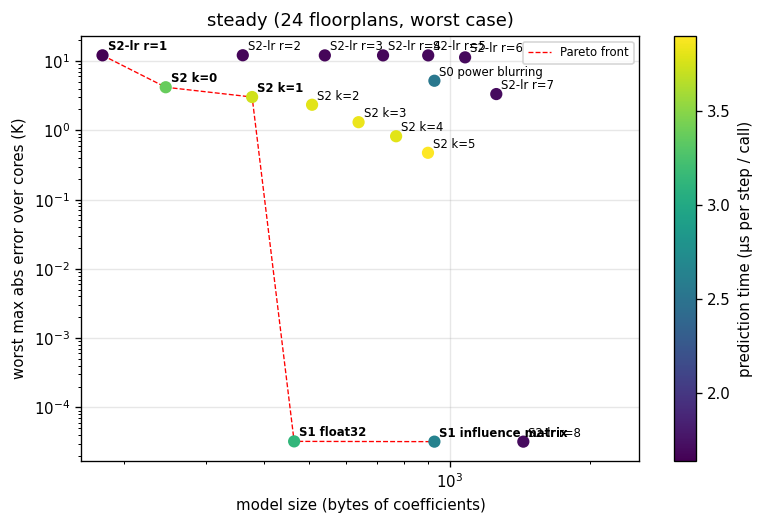 steady (24 floorplans, worst case)
S2-lr r=1
S2-lr r=2
S2-lr r=3
S2-lr r=4
S2-lr r=5
S2-lr r=6
Pareto front
S2 k=0
S2 k=1
S2 k=2
S2 k=3
S2 k=4
S2 k=5
S0 power blurring
S2-lr r=7
S1 float32
S1 influence matrix
S2-lr r=8
10¹
10⁰
10⁻¹
10⁻²
10⁻³
10⁻⁴
worst max abs error over cores (K)
10³
model size (bytes of coefficients)
3.5
3.0
2.5
2.0
prediction time (µs per step / call)